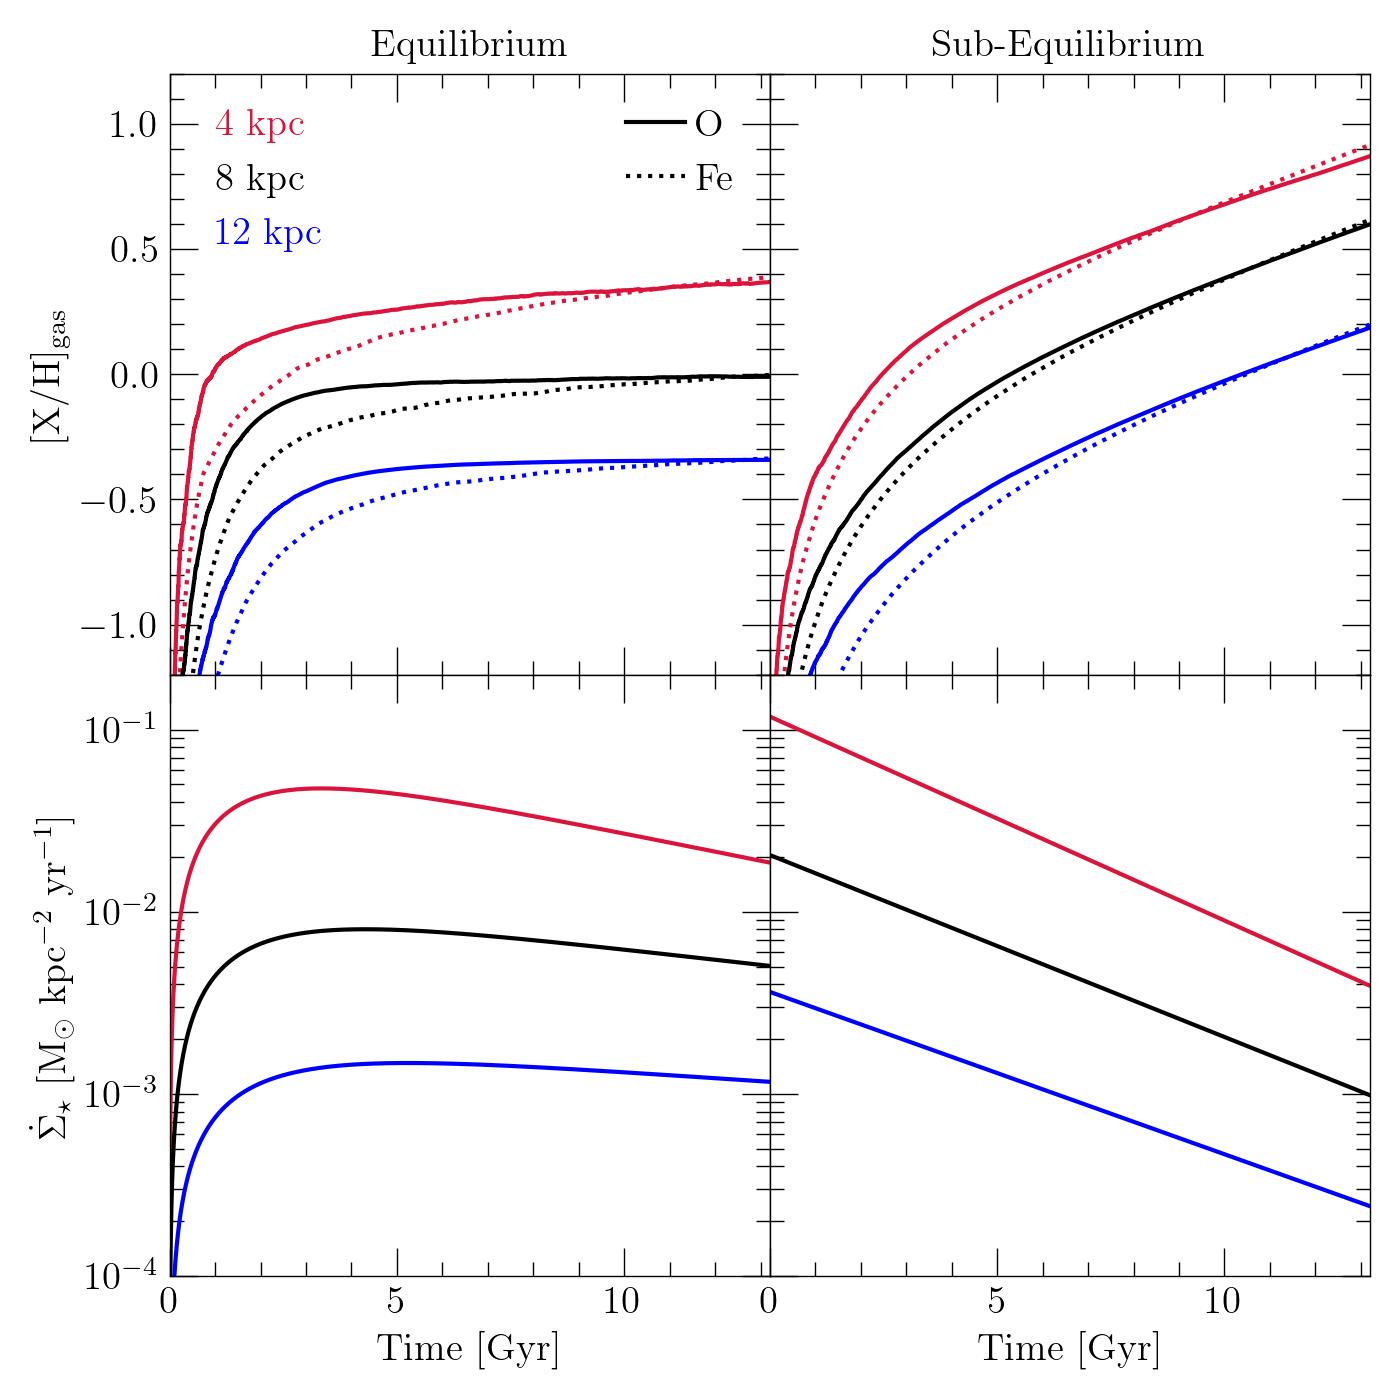 Equilibrium
Sub-Equilibrium
4 kpc
8 kpc
12 kpc
O
Fe
[X/H]gas
1.0
0.5
0.0
−0.5
−1.0
Σ̇⋆ [M⊙ kpc⁻² yr⁻¹]
10⁻¹
10⁻²
10⁻³
10⁻⁴
0 5 10 0 5 10
Time [Gyr] Time [Gyr]